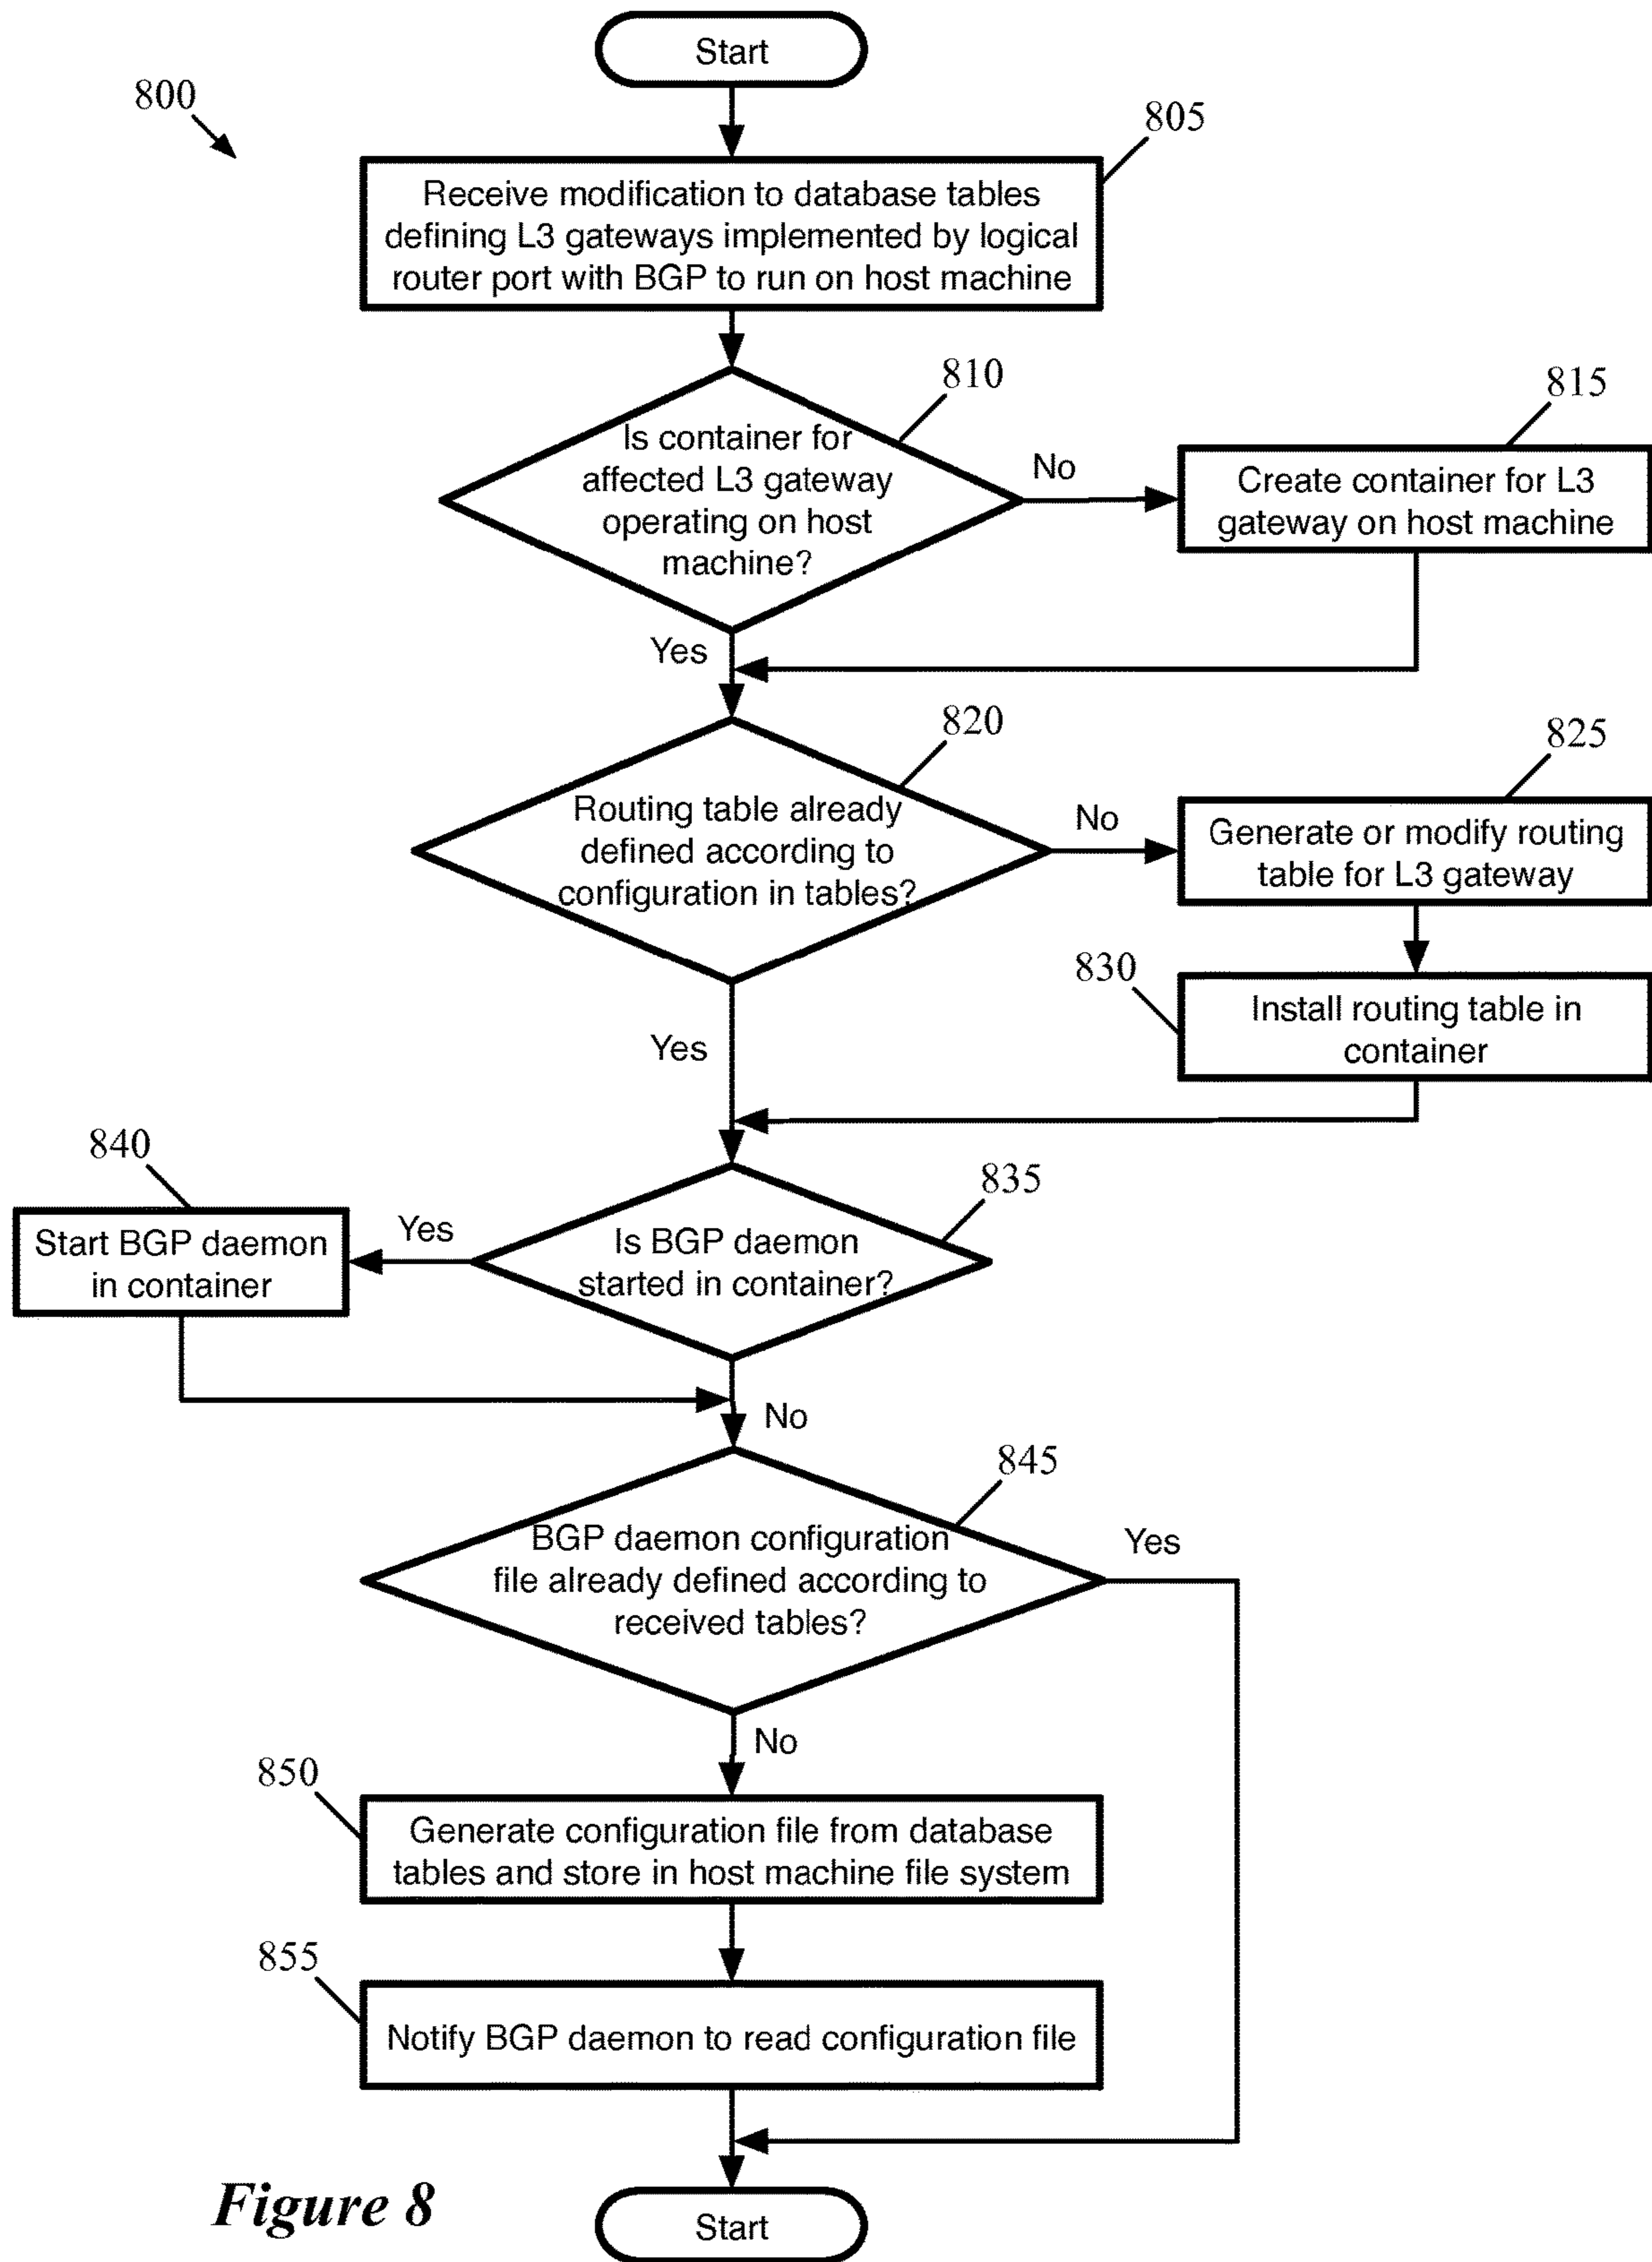 Start
800
805
Receive modification to database tables
defining L3 gateways implemented by logical
router port with BGP to run on host machine
810
Is container for
affected L3 gateway
operating on host
machine?
No
815
Create container for L3
gateway on host machine
Yes
820
Routing table already
defined according to
configuration in tables?
No
825
Generate or modify routing
table for L3 gateway
830
Install routing table in
container
Yes
835
Is BGP daemon
started in container?
Yes
840
Start BGP daemon
in container
No
845
BGP daemon configuration
file already defined according to
received tables?
Yes
No
850
Generate configuration file from database
tables and store in host machine file system
855
Notify BGP daemon to read configuration file
Start
Figure 8